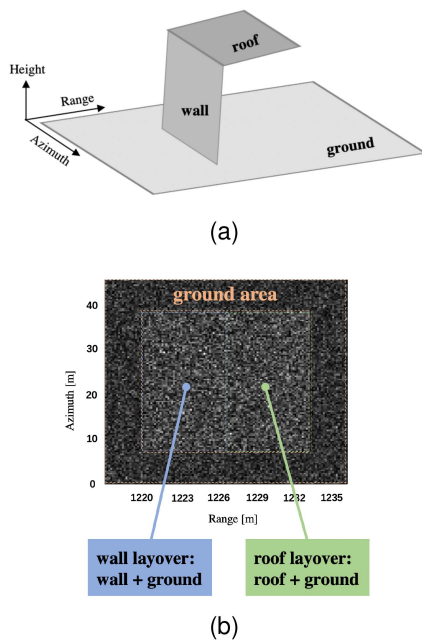 Height
Range
Azimuth
roof
wall
ground
(a)
ground area
40
30
20
10
0
Azimuth [m]
1220 1223 1226 1229 1232 1235
Range [m]
wall layover:
wall + ground
roof layover:
roof + ground
(b)